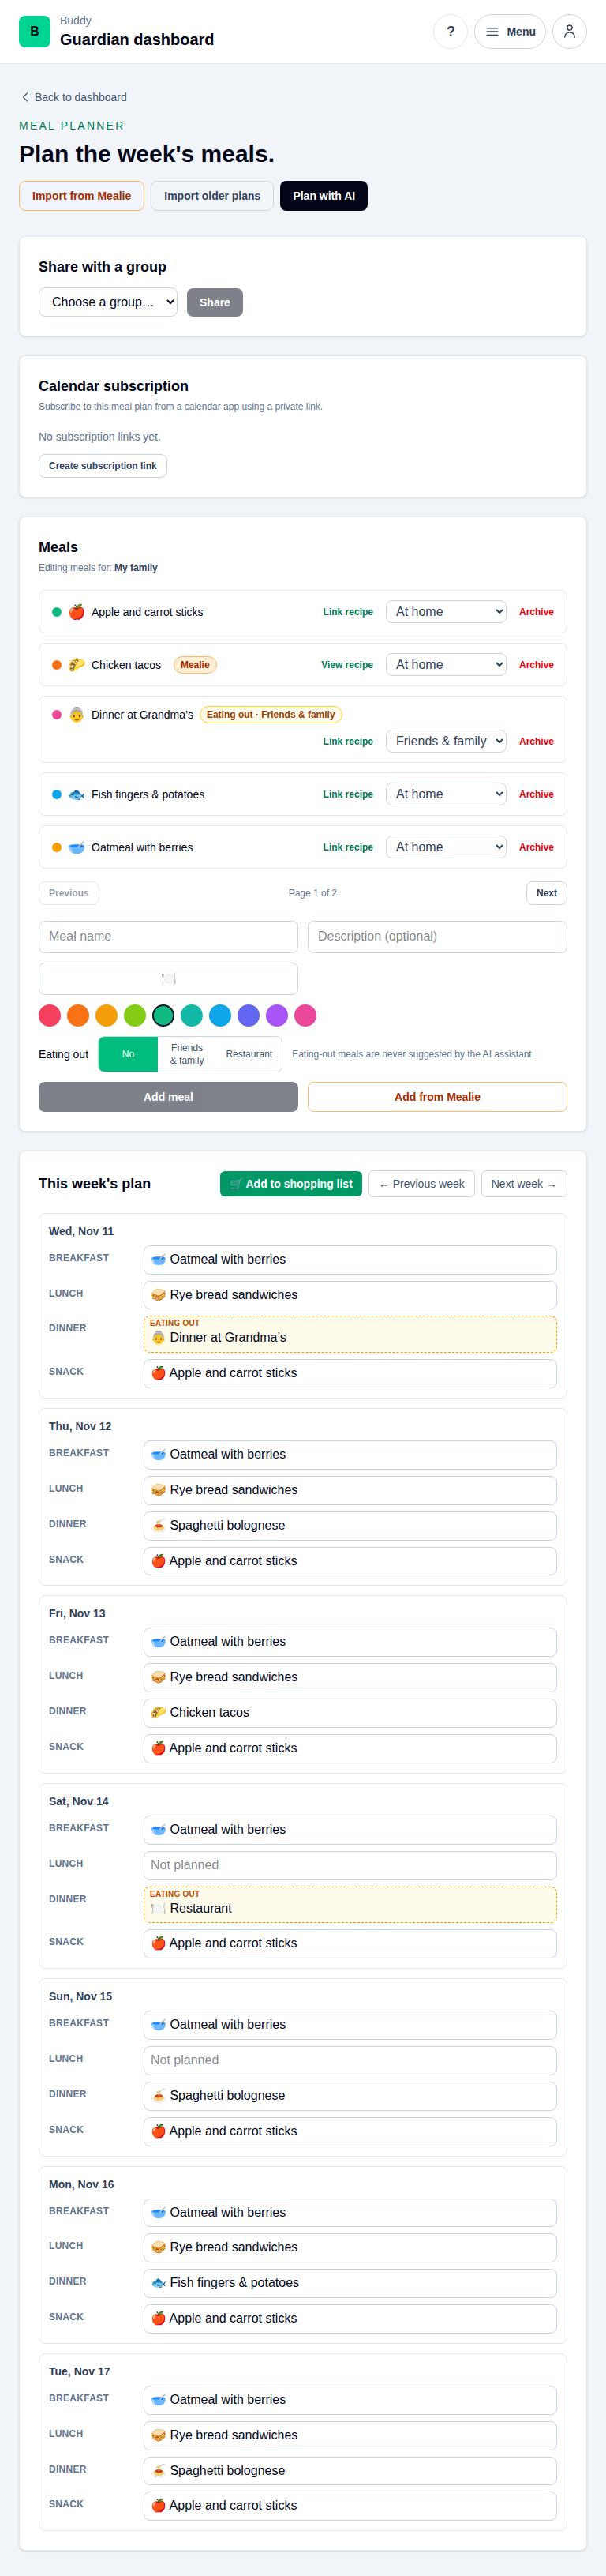 B
Buddy
Guardian dashboard
?
Menu
Back to dashboard
MEAL PLANNER
Plan the week's meals.
Import from Mealie
Import older plans
Plan with AI
Share with a group
Choose a group…
Share
Calendar subscription
Subscribe to this meal plan from a calendar app using a private link.
No subscription links yet.
Create subscription link
Meals
Editing meals for: My family
Apple and carrot sticks
Link recipe
At home
Archive
Chicken tacos
Mealie
View recipe
At home
Archive
Dinner at Grandma's
Eating out · Friends & family
Link recipe
Friends & family
Archive
Fish fingers & potatoes
Link recipe
At home
Archive
Oatmeal with berries
Link recipe
At home
Archive
Previous
Page 1 of 2
Next
Meal name
Description (optional)
Eating out
No
Friends
& family
Restaurant
Eating-out meals are never suggested by the AI assistant.
Add meal
Add from Mealie
This week's plan
Add to shopping list
← Previous week
Next week →
Wed, Nov 11
BREAKFAST
Oatmeal with berries
LUNCH
Rye bread sandwiches
DINNER
EATING OUT
Dinner at Grandma's
SNACK
Apple and carrot sticks
Thu, Nov 12
BREAKFAST
Oatmeal with berries
LUNCH
Rye bread sandwiches
DINNER
Spaghetti bolognese
SNACK
Apple and carrot sticks
Fri, Nov 13
BREAKFAST
Oatmeal with berries
LUNCH
Rye bread sandwiches
DINNER
Chicken tacos
SNACK
Apple and carrot sticks
Sat, Nov 14
BREAKFAST
Oatmeal with berries
LUNCH
Not planned
DINNER
EATING OUT
Restaurant
SNACK
Apple and carrot sticks
Sun, Nov 15
BREAKFAST
Oatmeal with berries
LUNCH
Not planned
DINNER
Spaghetti bolognese
SNACK
Apple and carrot sticks
Mon, Nov 16
BREAKFAST
Oatmeal with berries
LUNCH
Rye bread sandwiches
DINNER
Fish fingers & potatoes
SNACK
Apple and carrot sticks
Tue, Nov 17
BREAKFAST
Oatmeal with berries
LUNCH
Rye bread sandwiches
DINNER
Spaghetti bolognese
SNACK
Apple and carrot sticks